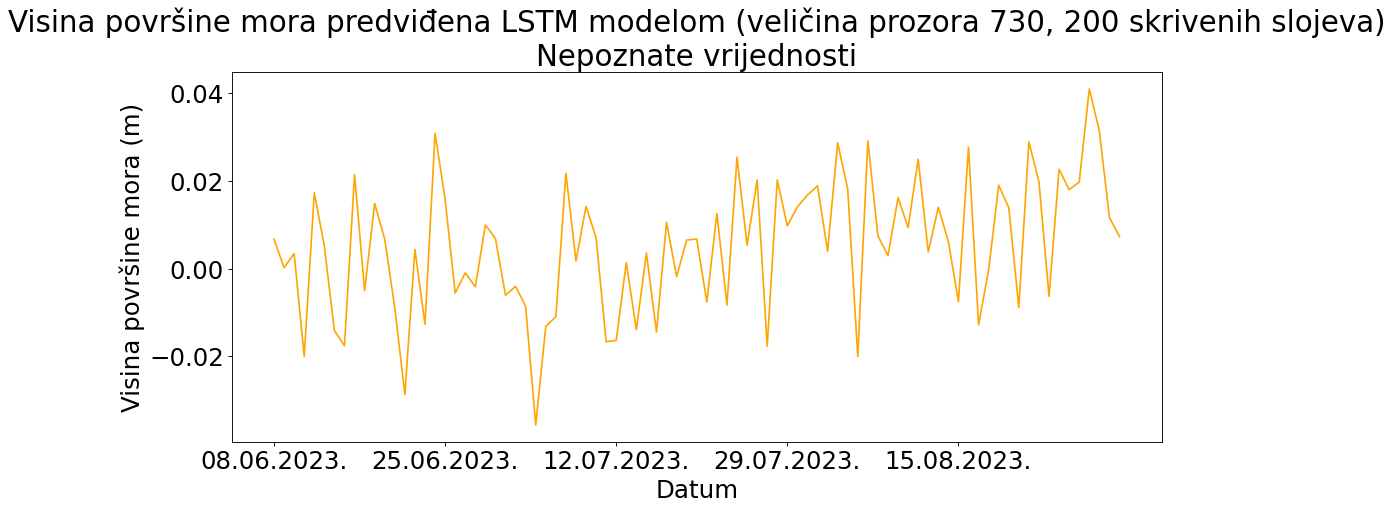 Visina površine mora predviđena LSTM modelom (veličina prozora 730, 200 skrivenih slojeva)
Nepoznate vrijednosti
Visina površine mora (m)
0.04
0.02
0.00
−0.02
08.06.2023. 25.06.2023. 12.07.2023. 29.07.2023. 15.08.2023.
Datum